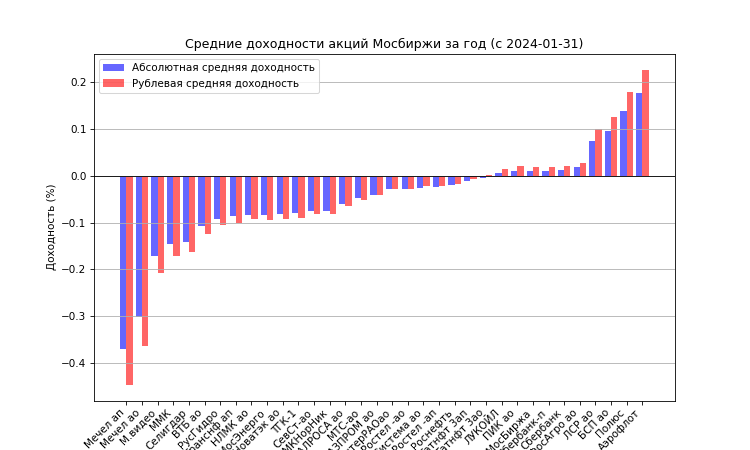 Средние доходности акций Мосбиржи за год (с 2024-01-31)
Абсолютная средняя доходность
Рублевая средняя доходность
Доходность (%)
0.2
0.1
0.0
−0.1
−0.2
−0.3
−0.4
Мечел ап
Мечел ао
М.видео
ММК
Селигдар
ВТБ ао
РусГидро
НЛМК ао
ТГК-1
СевСт-ао
АЛРОСА ао
МТС-ао
Ростел -ао
Ростел -ап
Роснефть
ЛУКОЙЛ
ПИК ао
МосБиржа
Сбербанк
ЛСР ао
БСП ао
Полюс
Аэрофлот